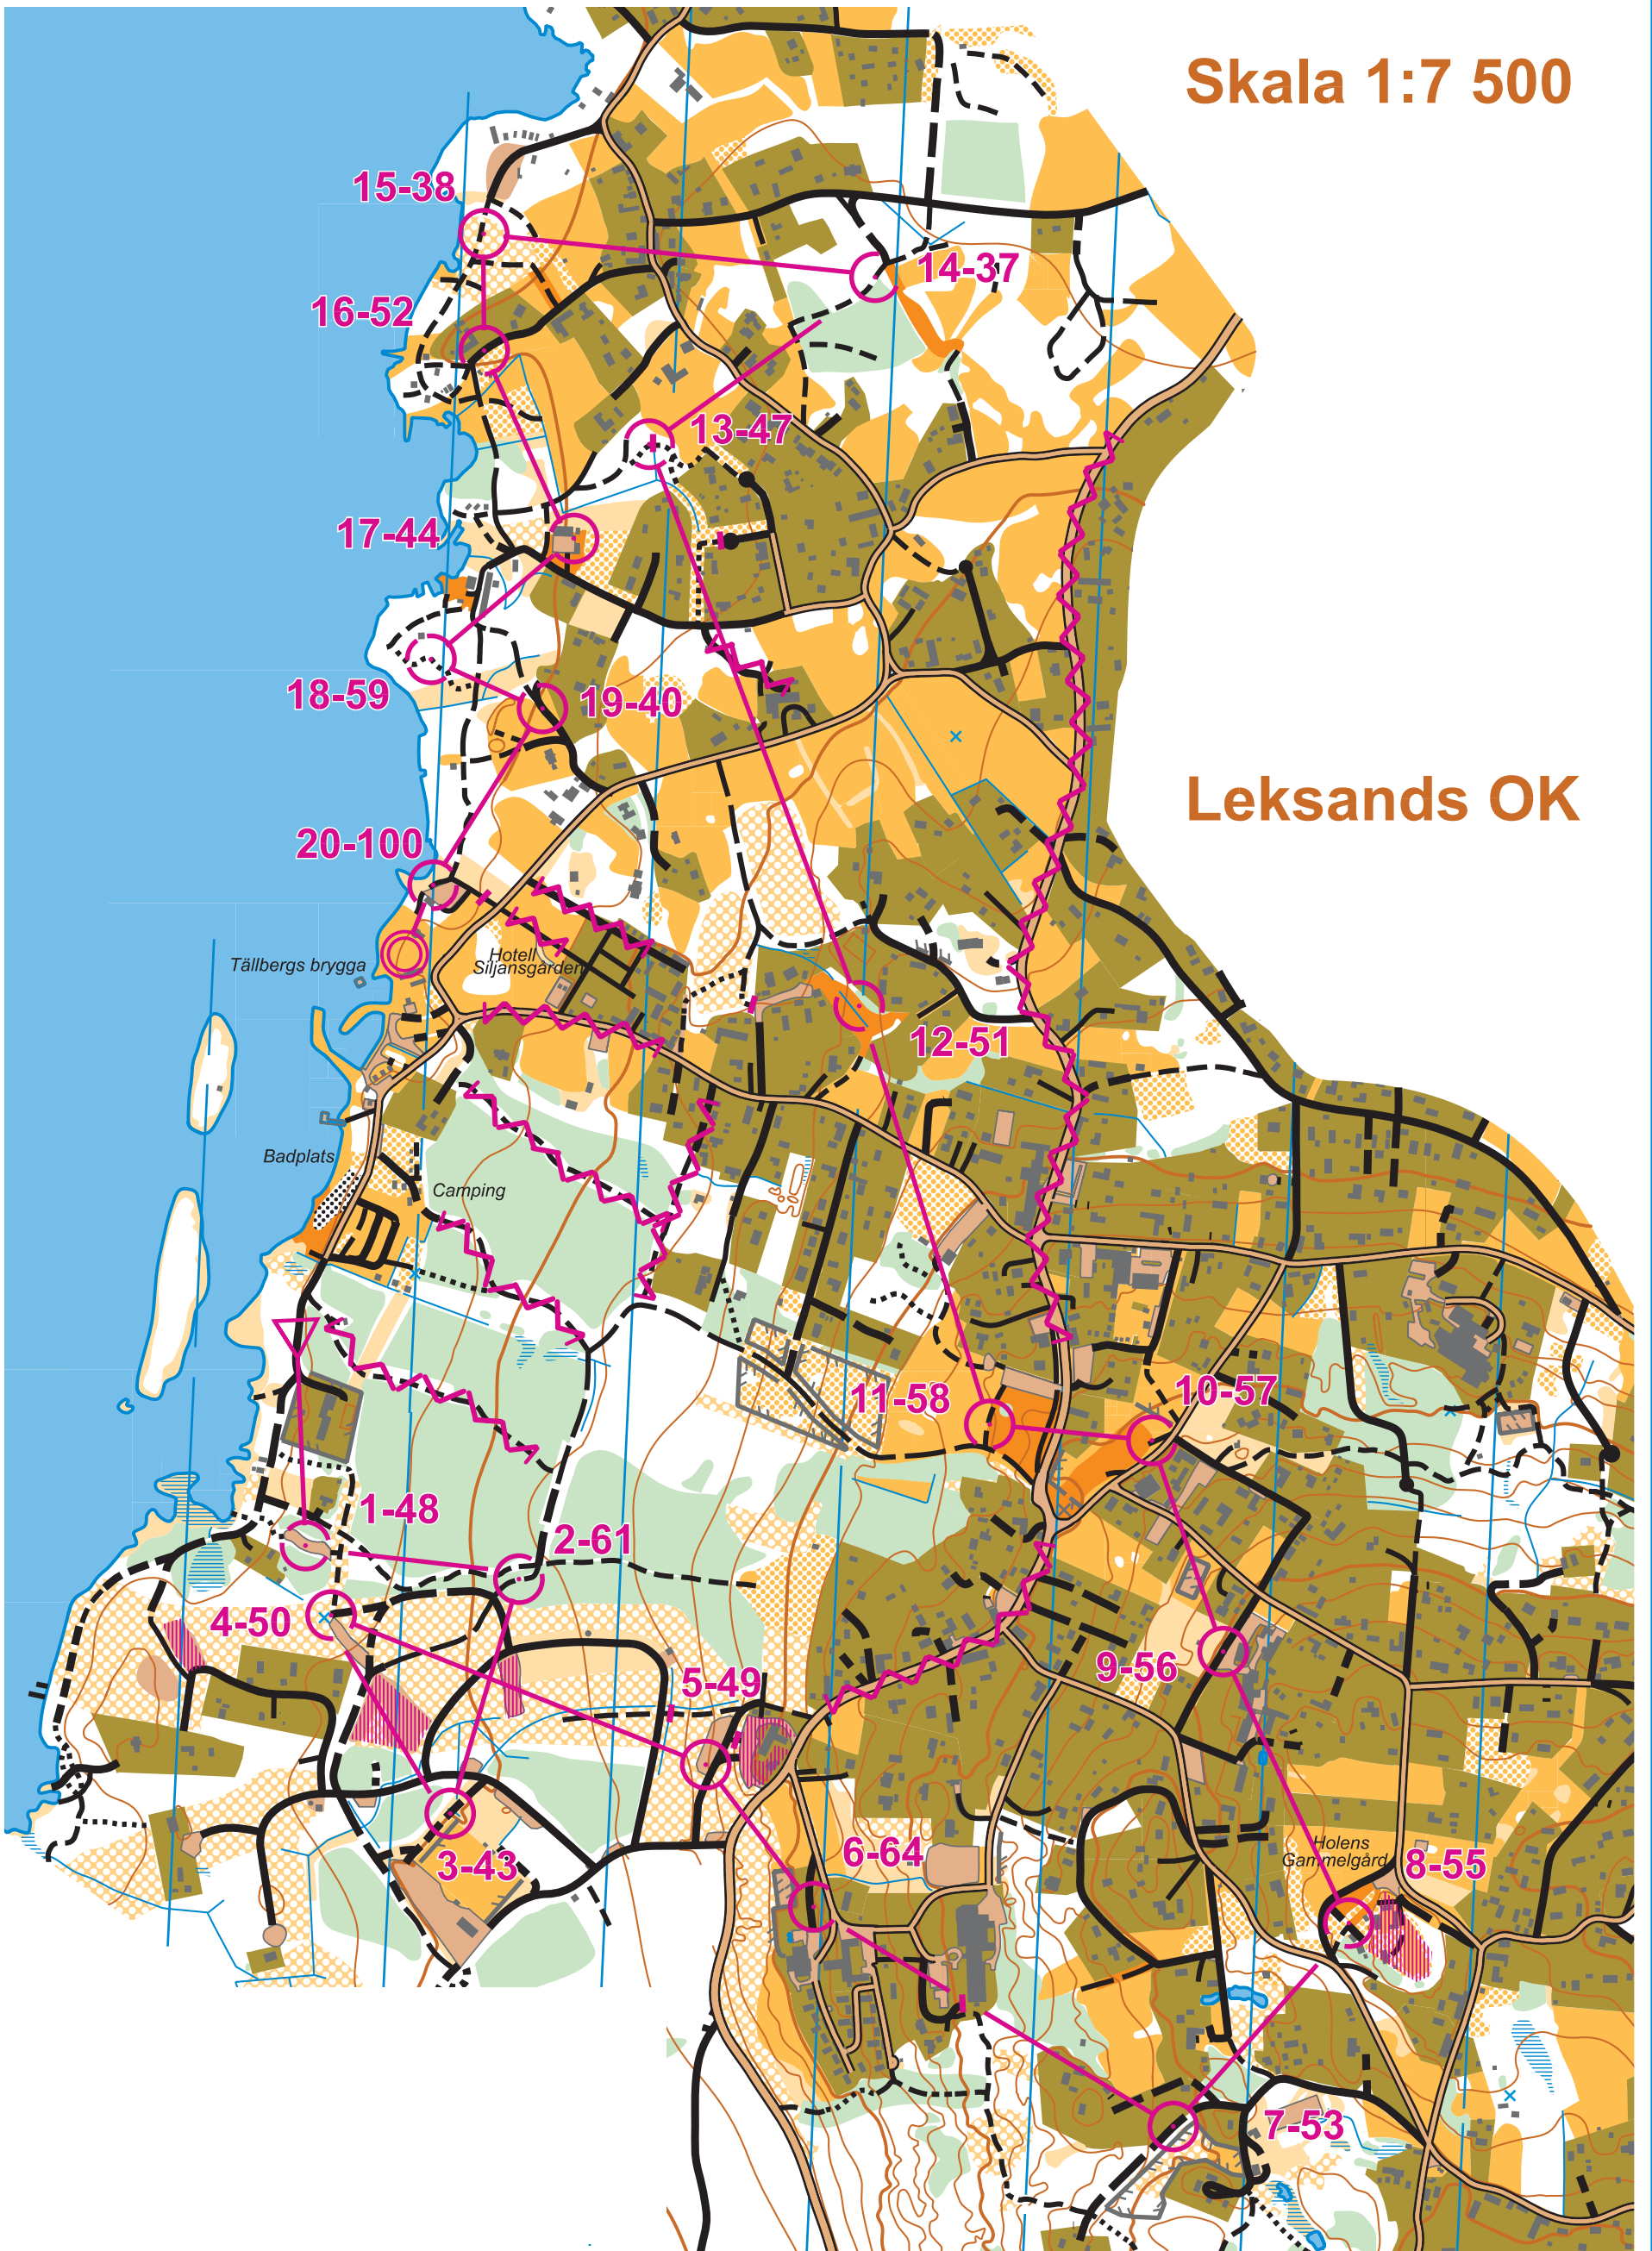 Skala 1:7 500
15-38
14-37
16-52
13-47
17-44
18-59
19-40
Leksands OK
20-100
Hotell
Siljansgården
Tällbergs brygga
12-51
Badplats
Camping
11-58
10-57
1-48
2-61
4-50
9-56
5-49
6-64
Holens
Gammelgård
8-55
3-43
7-53